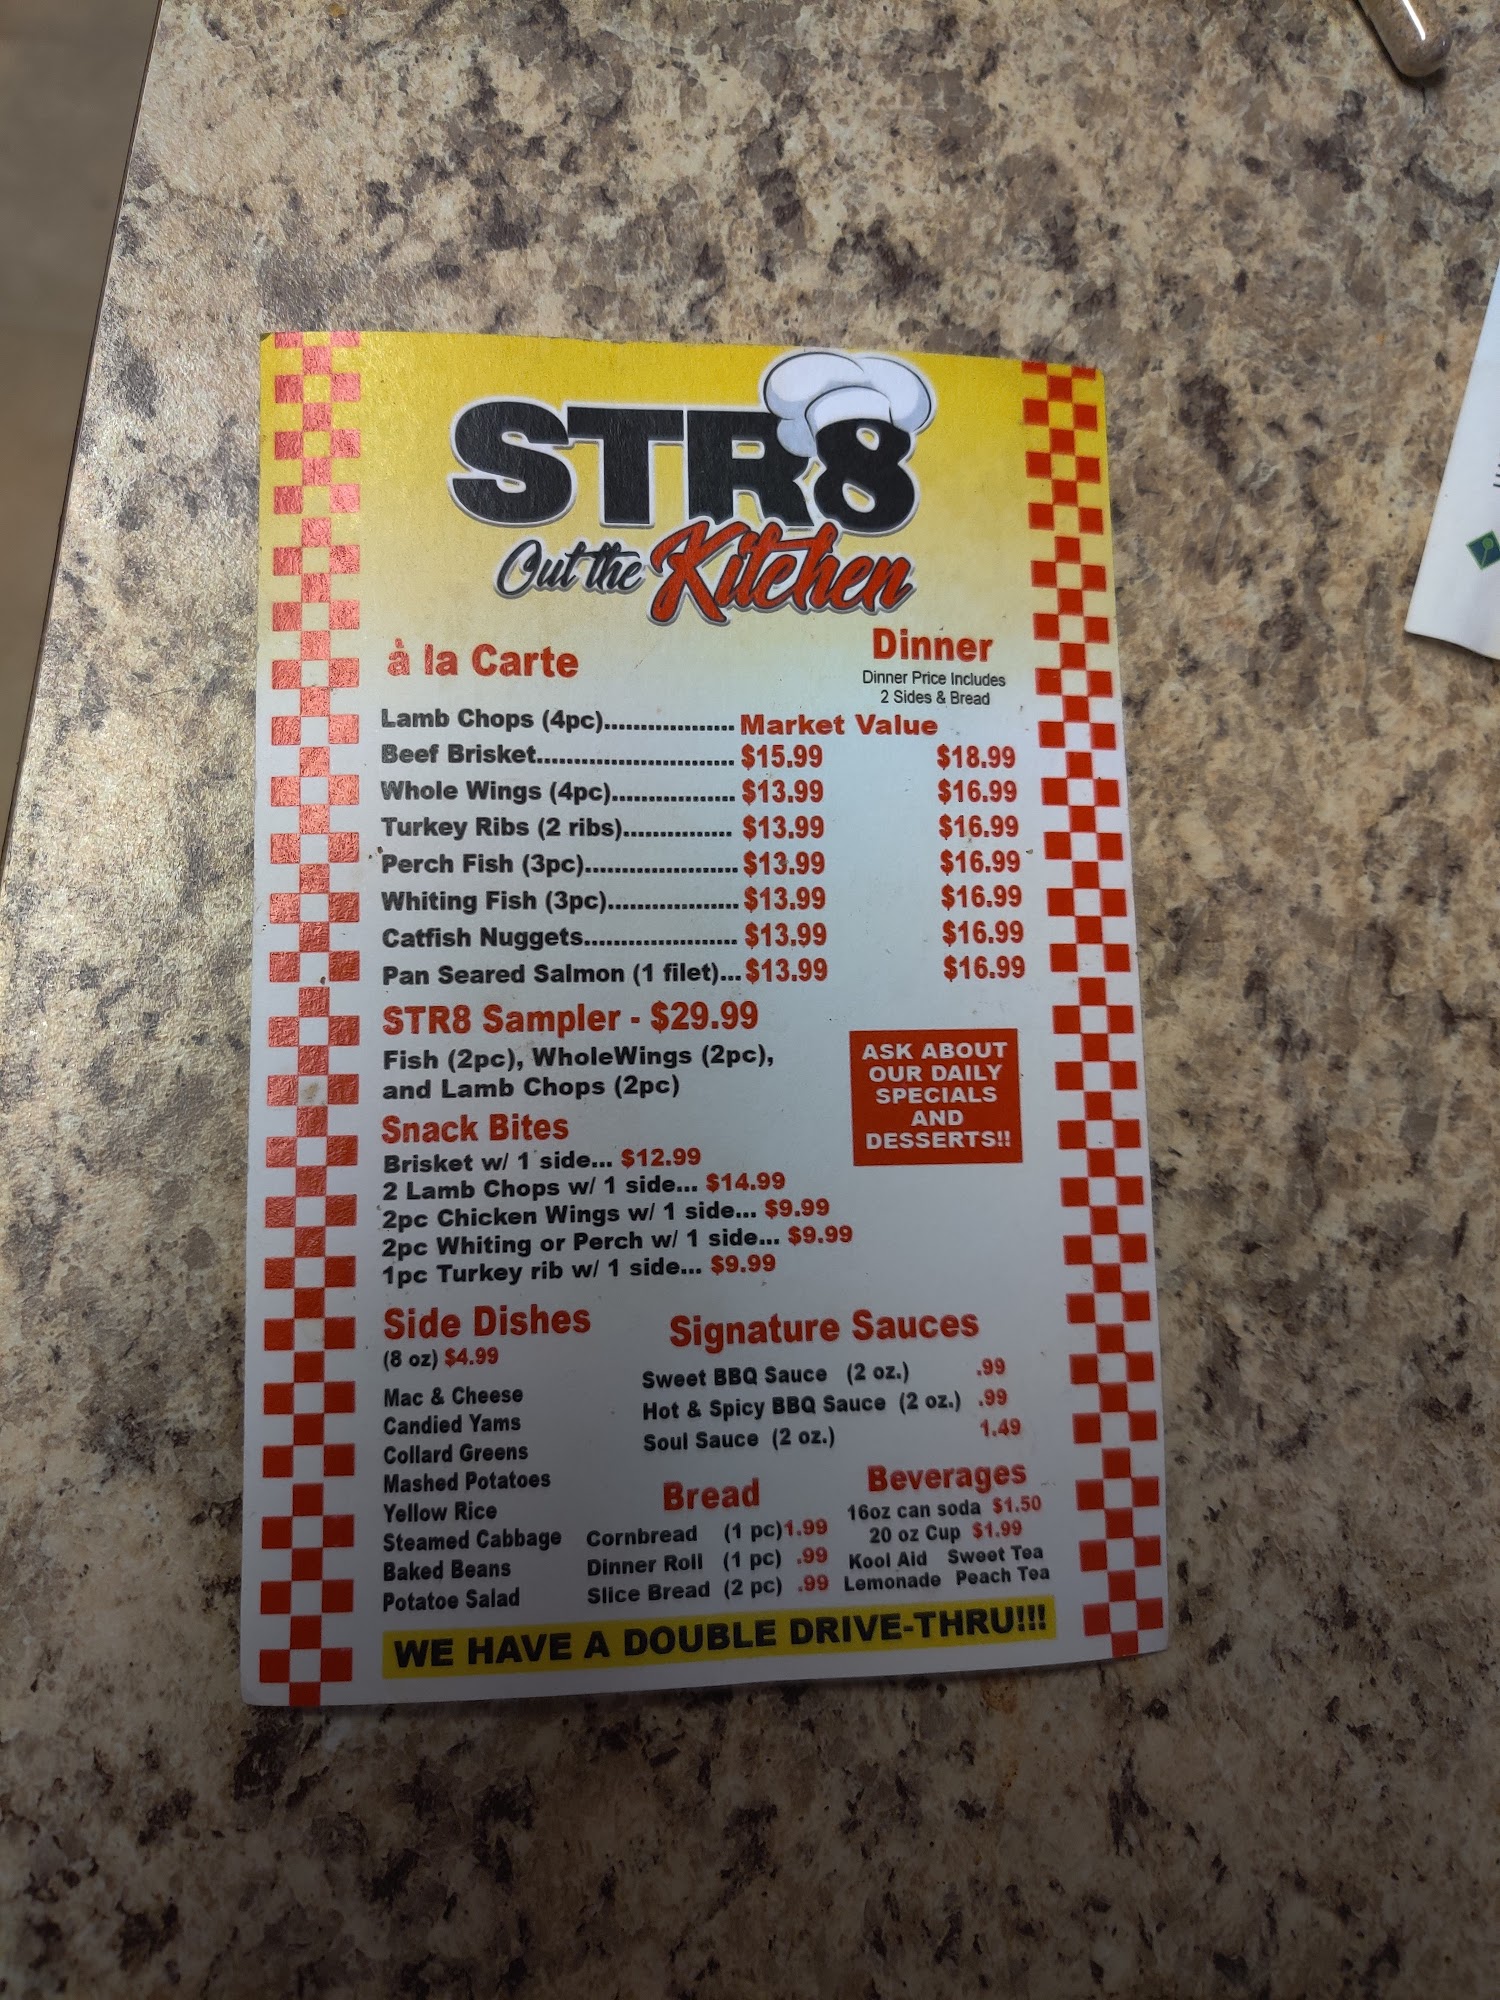 STR8
Out the Kitchen
à la Carte
Dinner
Dinner Price Includes
2 Sides & Bread
Lamb Chops (4pc).................. Market Value
Beef Brisket........................... $15.99 $18.99
Whole Wings (4pc)................. $13.99 $16.99
Turkey Ribs (2 ribs)............... $13.99 $16.99
Perch Fish (3pc)..................... $13.99 $16.99
Whiting Fish (3pc).................. $13.99 $16.99
Catfish Nuggets..................... $13.99 $16.99
Pan Seared Salmon (1 filet)... $13.99 $16.99
STR8 Sampler - $29.99
Fish (2pc), WholeWings (2pc),
and Lamb Chops (2pc)
ASK ABOUT
OUR DAILY
SPECIALS
AND
DESSERTS!!
Snack Bites
Brisket w/ 1 side... $12.99
2 Lamb Chops w/ 1 side... $14.99
2pc Chicken Wings w/ 1 side... $9.99
2pc Whiting or Perch w/ 1 side... $9.99
1pc Turkey rib w/ 1 side... $9.99
Side Dishes
(8 oz) $4.99
Mac & Cheese
Candied Yams
Collard Greens
Mashed Potatoes
Yellow Rice
Steamed Cabbage
Baked Beans
Potatoe Salad
Signature Sauces
Sweet BBQ Sauce (2 oz.) .99
Hot & Spicy BBQ Sauce (2 oz.) .99
Soul Sauce (2 oz.) 1.49
Bread
Cornbread (1 pc) 1.99
Dinner Roll (1 pc) .99
Slice Bread (2 pc) .99
Beverages
16oz can soda $1.50
20 oz Cup $1.99
Kool Aid Sweet Tea
Lemonade Peach Tea
WE HAVE A DOUBLE DRIVE-THRU!!!